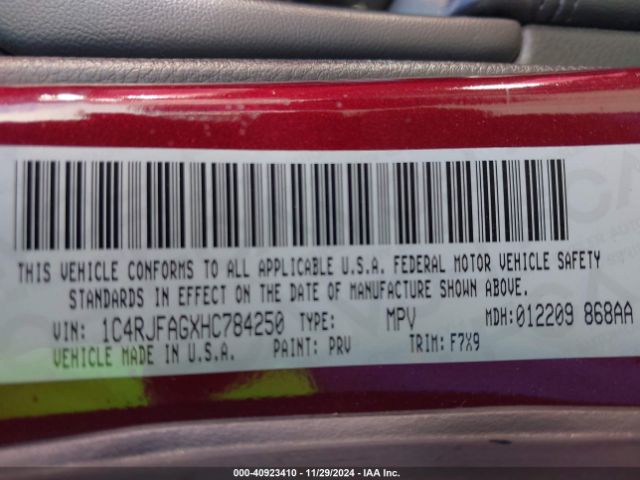 THIS VEHICLE CONFORMS TO ALL APPLICABLE U.S.A. FEDERAL MOTOR VEHICLE SAFETY
STANDARDS IN EFFECT ON THE DATE OF MANUFACTURE SHOWN ABOVE.
VIN: 1C4RJFAGXHC784250 TYPE: MPV MDH:012209 868AA
VEHICLE MADE IN U.S.A. PAINT: PRV TRIM: F7X9
000-40923410 - 11/29/2024 - IAAI.COM